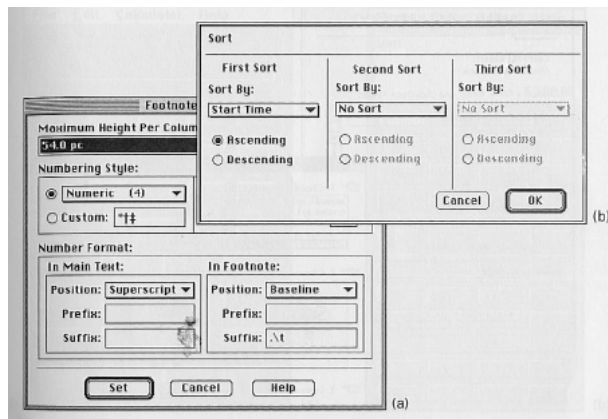 Sort
First Sort
Second Sort
Third Sort
Sort By:
Sort By:
Sort By:
Start Time
No Sort
No Sort
Ascending
Ascending
Ascending
Descending
Descending
Descending
Cancel
OK
(b)
Footnote
Maximum Height Per Colum
54.0 pc
Numbering Style:
Numeric (4)
Custom: *†‡
Number Format:
In Main Text:
In Footnote:
Position: Superscript
Position: Baseline
Prefix:
Prefix:
Suffix:
Suffix: .\t
Set
Cancel
Help
(a)